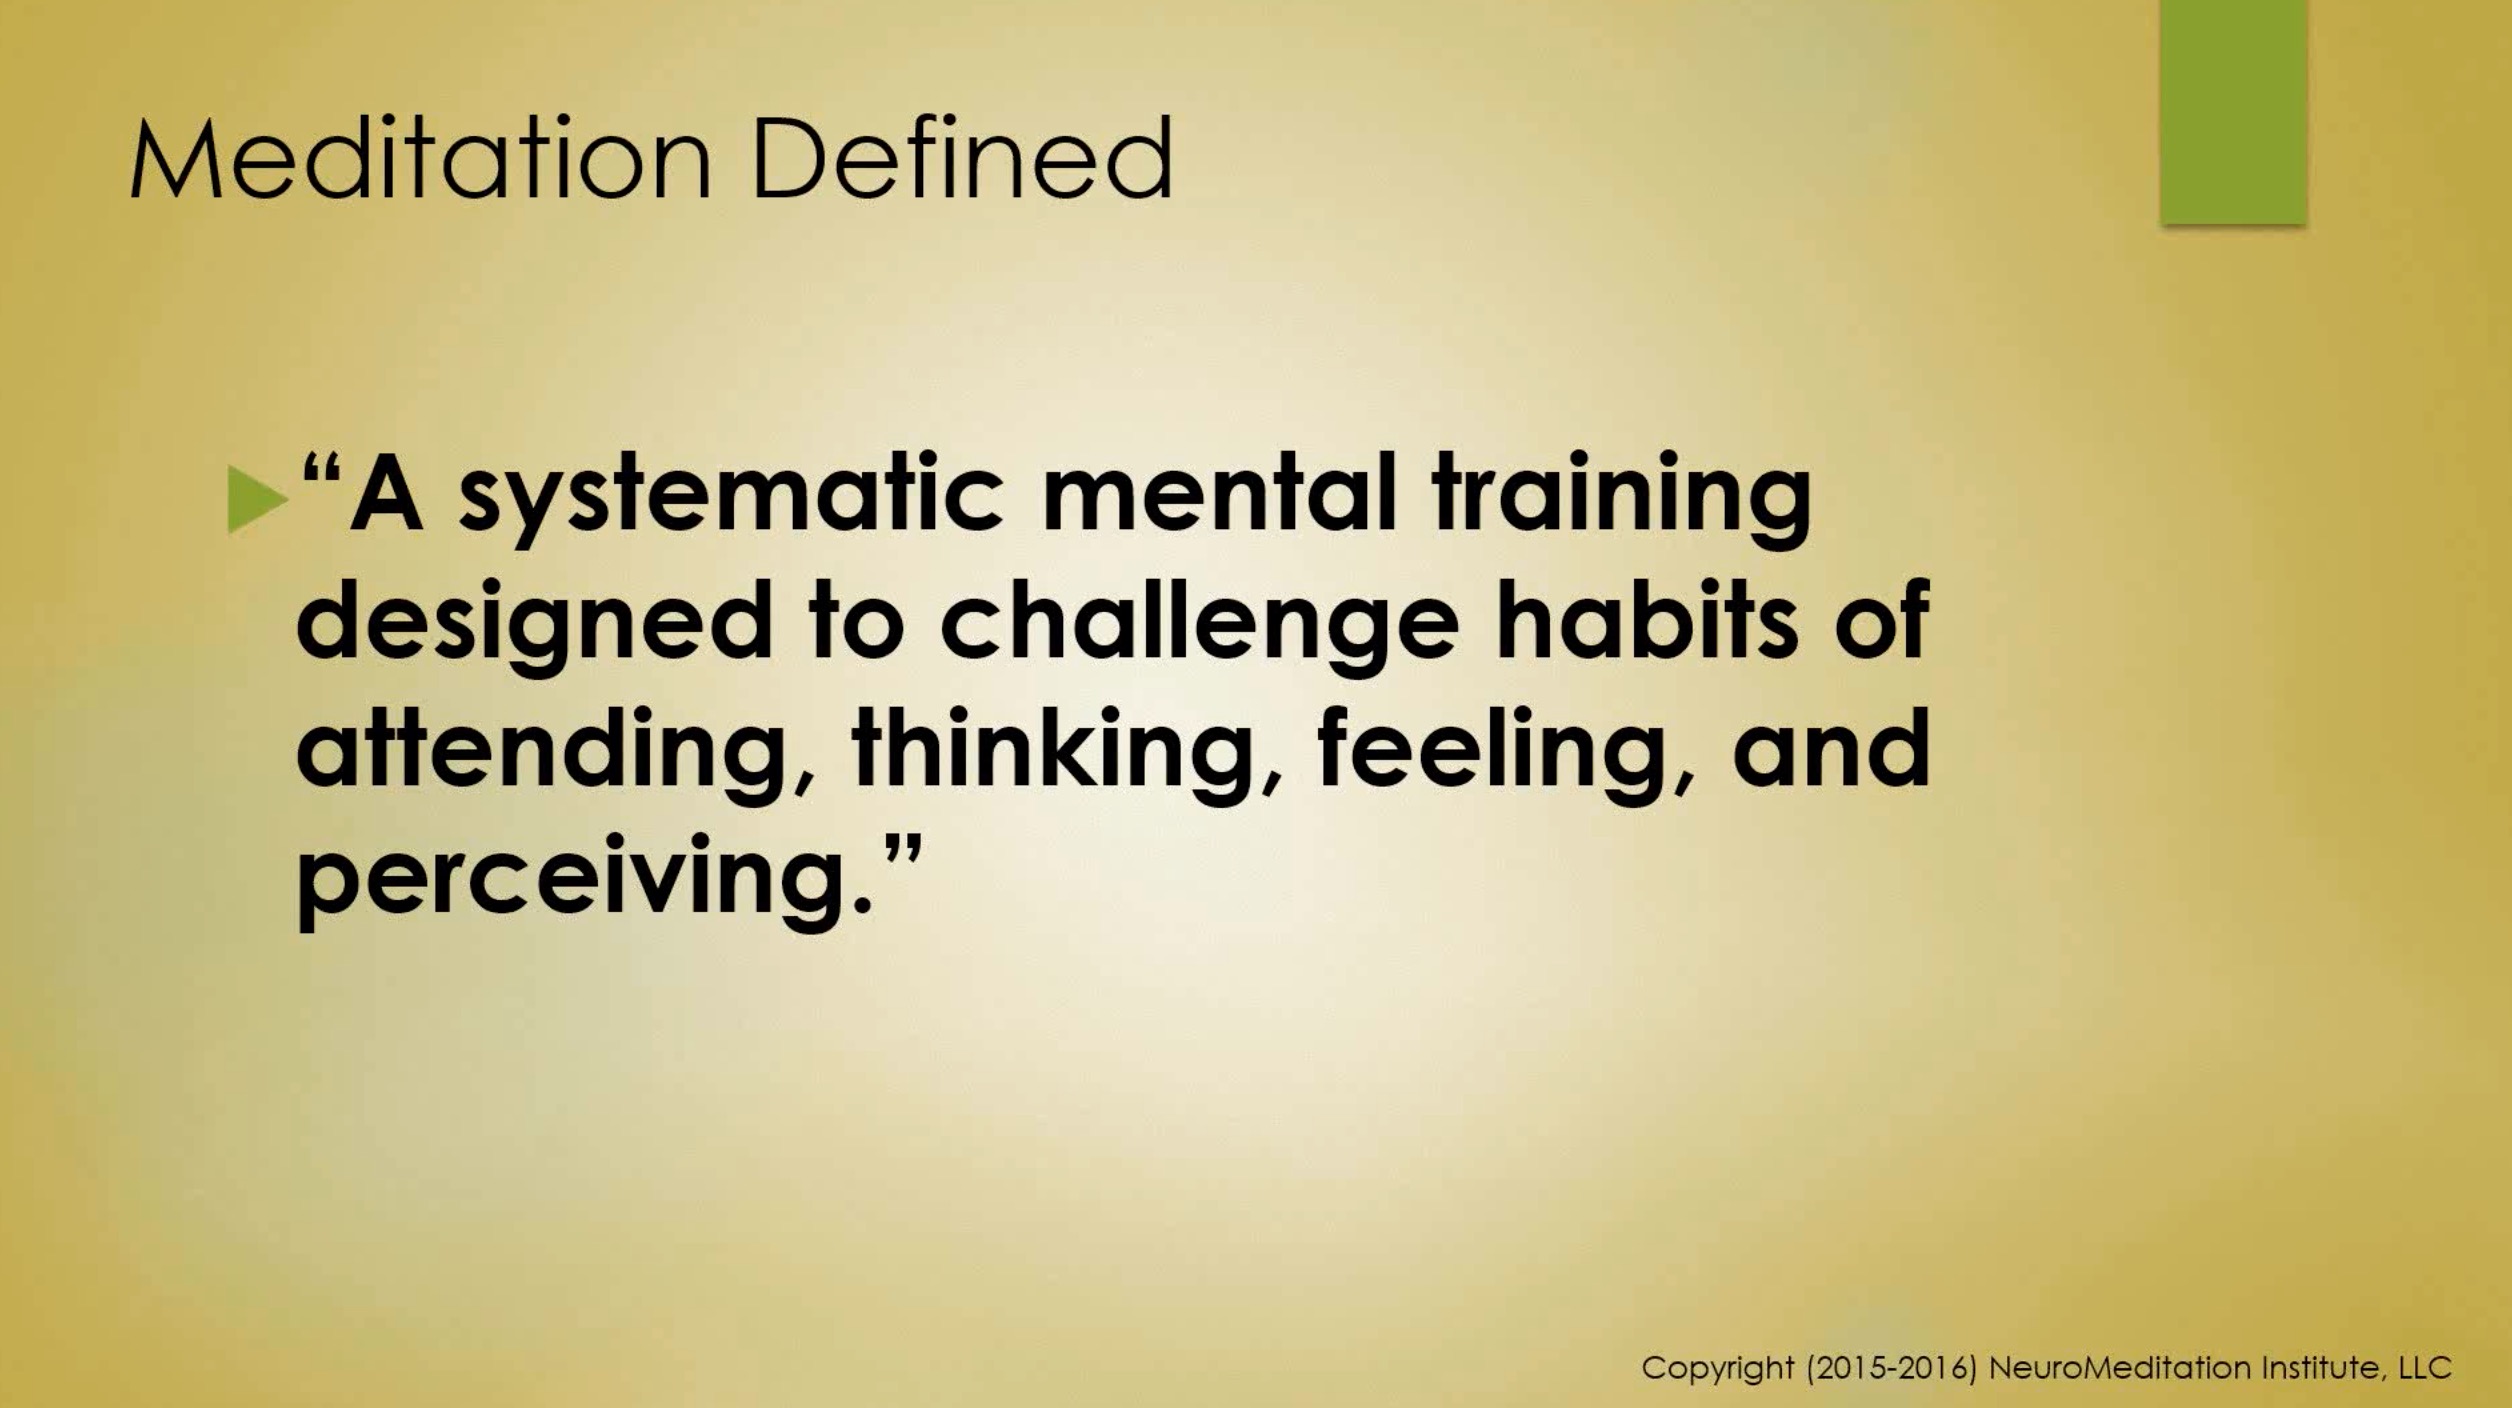 Meditation Defined
“A systematic mental training
designed to challenge habits of
attending, thinking, feeling, and
perceiving.”
Copyright (2015-2016) NeuroMeditation Institute, LLC